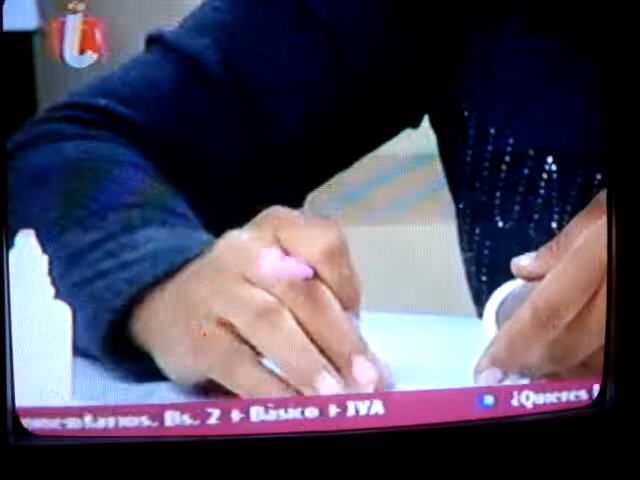 Bs. 2 + Básico + IVA
¿Quieres